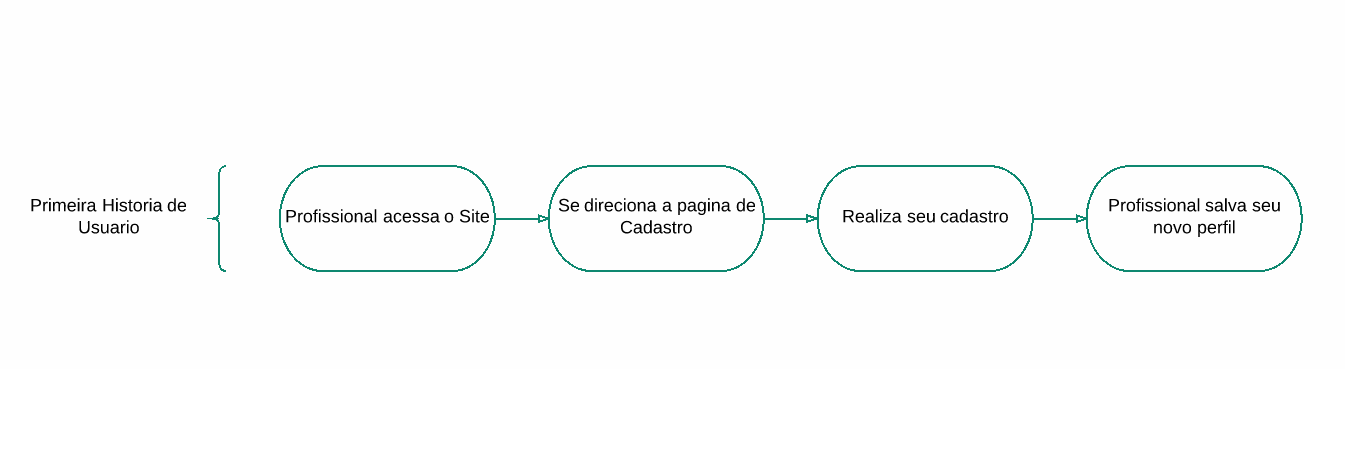 Primeira Historia de
Usuario
Profissional acessa o Site
Se direciona a pagina de
Cadastro
Realiza seu cadastro
Profissional salva seu
novo perfil